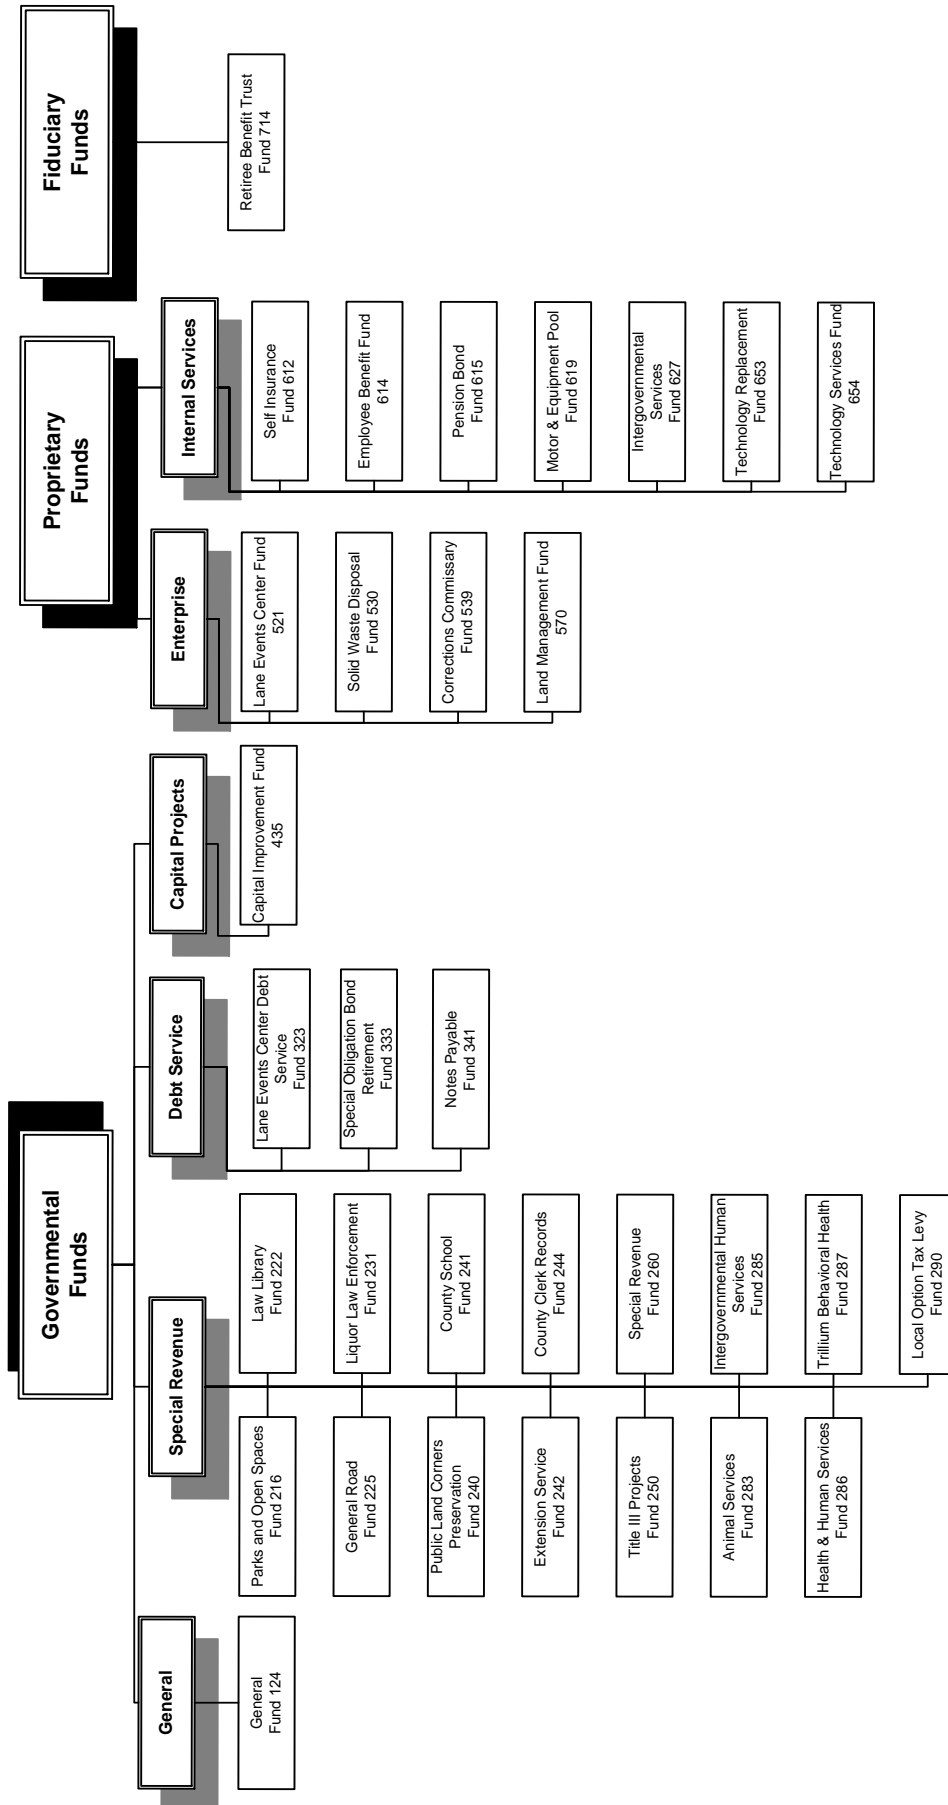 Governmental
Funds
Proprietary
Funds
Fiduciary
Funds
General
General
Fund 124
Special Revenue
Parks and Open Spaces
Fund 216
Law Library
Fund 222
General Road
Fund 225
Liquor Law Enforcement
Fund 231
Public Land Corners
Preservation
Fund 240
County School
Fund 241
Extension Service
Fund 242
County Clerk Records
Fund 244
Title III Projects
Fund 250
Special Revenue
Fund 260
Animal Services
Fund 283
Intergovernmental Human
Services
Fund 285
Health & Human Services
Fund 286
Trillium Behavioral Health
Fund 287
Local Option Tax Levy
Fund 290
Debt Service
Lane Events Center Debt
Service
Fund 323
Special Obligation Bond
Retirement
Fund 333
Notes Payable
Fund 341
Capital Projects
Capital Improvement Fund
435
Enterprise
Lane Events Center Fund
521
Solid Waste Disposal
Fund 530
Corrections Commissary
Fund 539
Land Management Fund
570
Internal Services
Self Insurance
Fund 612
Employee Benefit Fund
614
Pension Bond
Fund 615
Motor & Equipment Pool
Fund 619
Intergovernmental
Services
Fund 627
Technology Replacement
Fund 653
Technology Services Fund
654
Retiree Benefit Trust
Fund 714